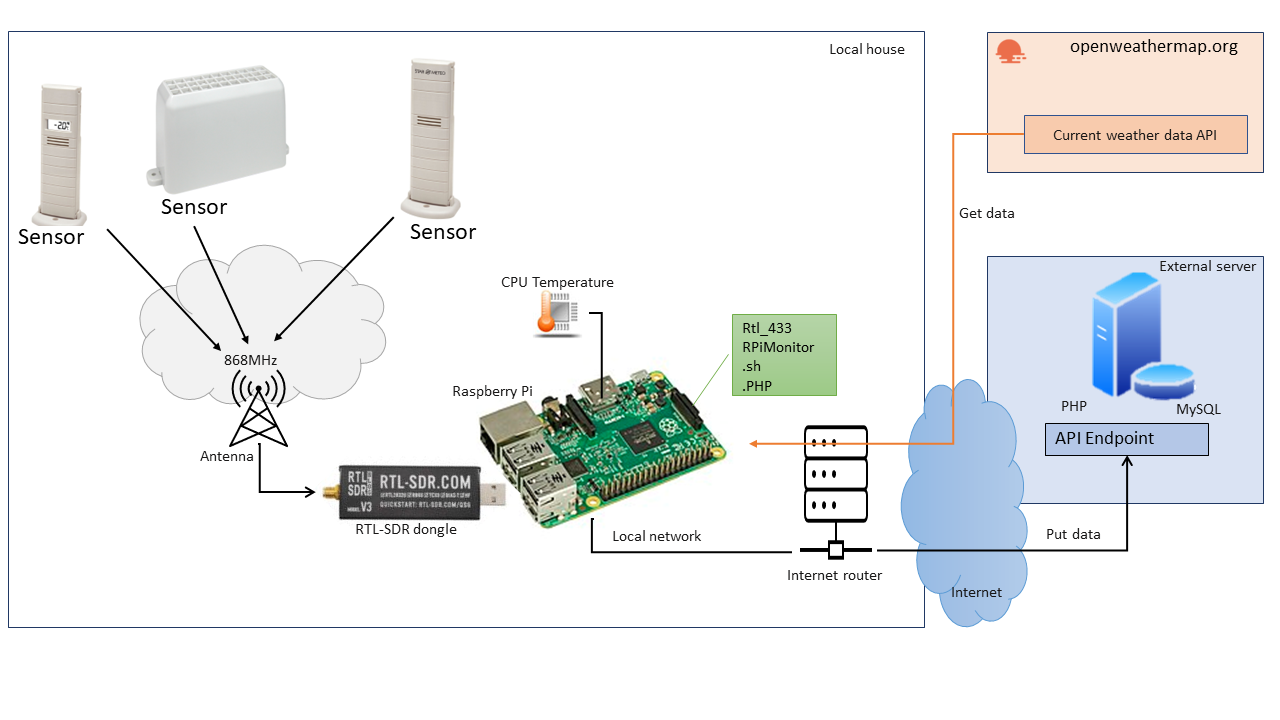 Local house
openweathermap.org
Current weather data API
Get data
Sensor
Sensor
Sensor
868MHz
Antenna
CPU Temperature
Raspberry Pi
Rtl_433
RPiMonitor
.sh
.PHP
RTL-SDR.COM
RTL
SDR
V3
QUICKSTART: RTL-SDR.COM/QSG
RTL-SDR dongle
Local network
Internet router
Internet
Put data
External server
PHP
MySQL
API Endpoint